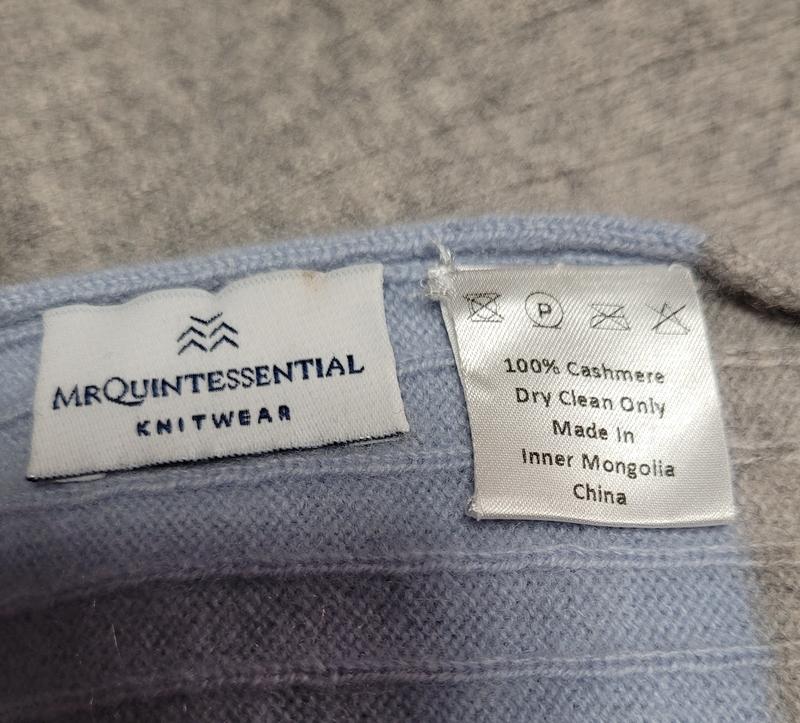 MRQUINTESSENTIAL
KNITWEAR
P
100% Cashmere
Dry Clean Only
Made In
Inner Mongolia
China